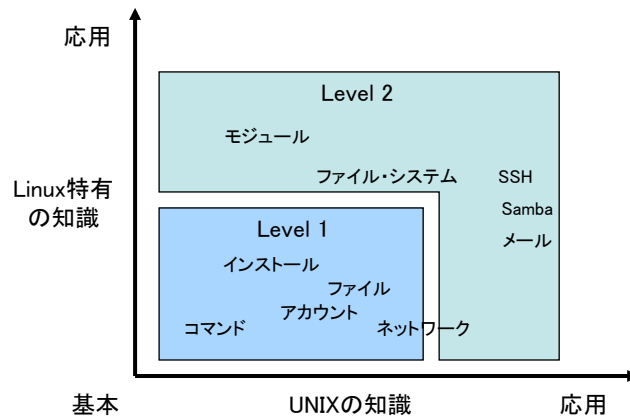 応用
Level 2
モジュール
ファイル・システム
SSH
Linux特有
の知識
Samba
Level 1
メール
インストール
ファイル
アカウント
コマンド
ネットワーク
基本
UNIXの知識
応用